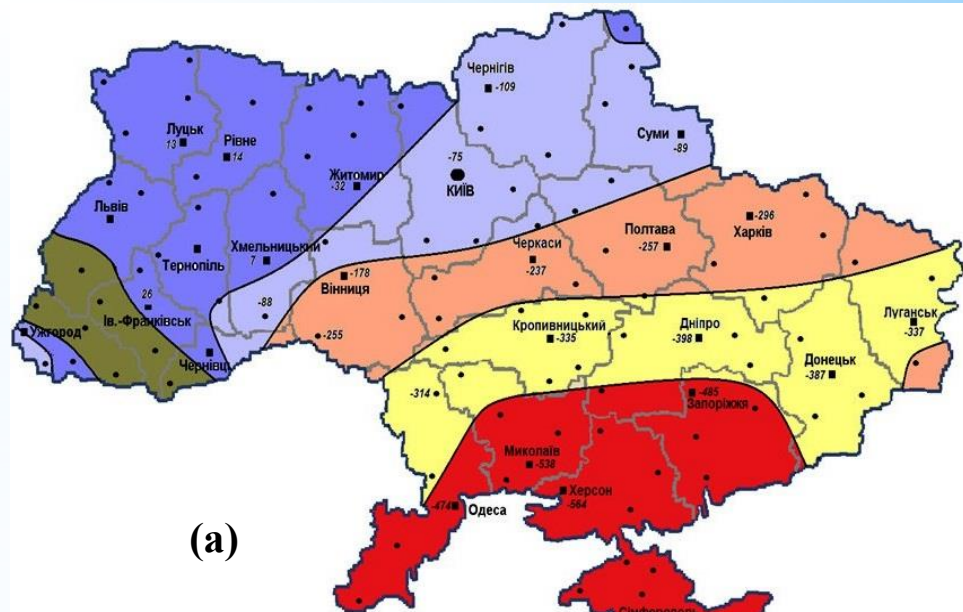 Чернігів
-109
Луцьк
13
Рівне
14
Суми
-89
-75
КИЇВ
Житомир
-32
Львів
-296
Харків
Полтава
-257
Хмельницький
7
Тернопіль
Черкаси
-237
-178
Вінниця
26
Ів.-Франківськ
-88
Ужгород
-255
Чернівці
Кропивницький
-335
Дніпро
-398
Луганськ
-337
Донецьк
-387
-314
-485
Запоріжжя
Миколаїв
-538
Херсон
-564
-474
Одеса
(а)